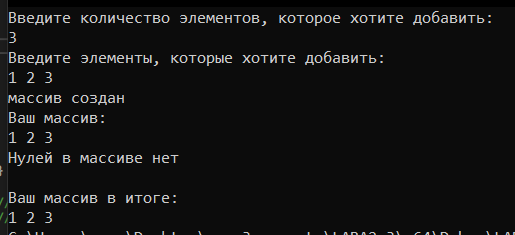 Введите количество элементов, которое хотите добавить:
3
Введите элементы, которые хотите добавить:
1 2 3
массив создан
Ваш массив:
1 2 3
Нулей в массиве нет
Ваш массив в итоге:
1 2 3